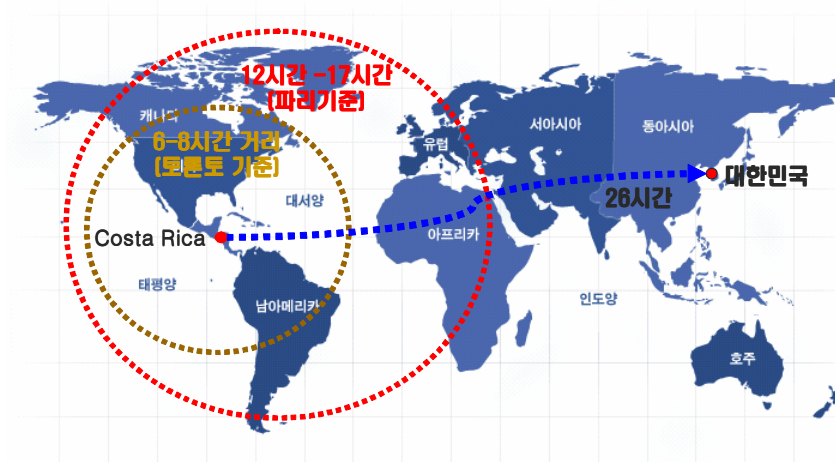 12시간 -17시간
(파리기준)
캐나다
6-8시간 거리
(토론토 기준)
유럽
서아시아
동아시아
대한민국
대서양
26시간
Costa Rica
아프리카
태평양
남아메리카
인도양
호주